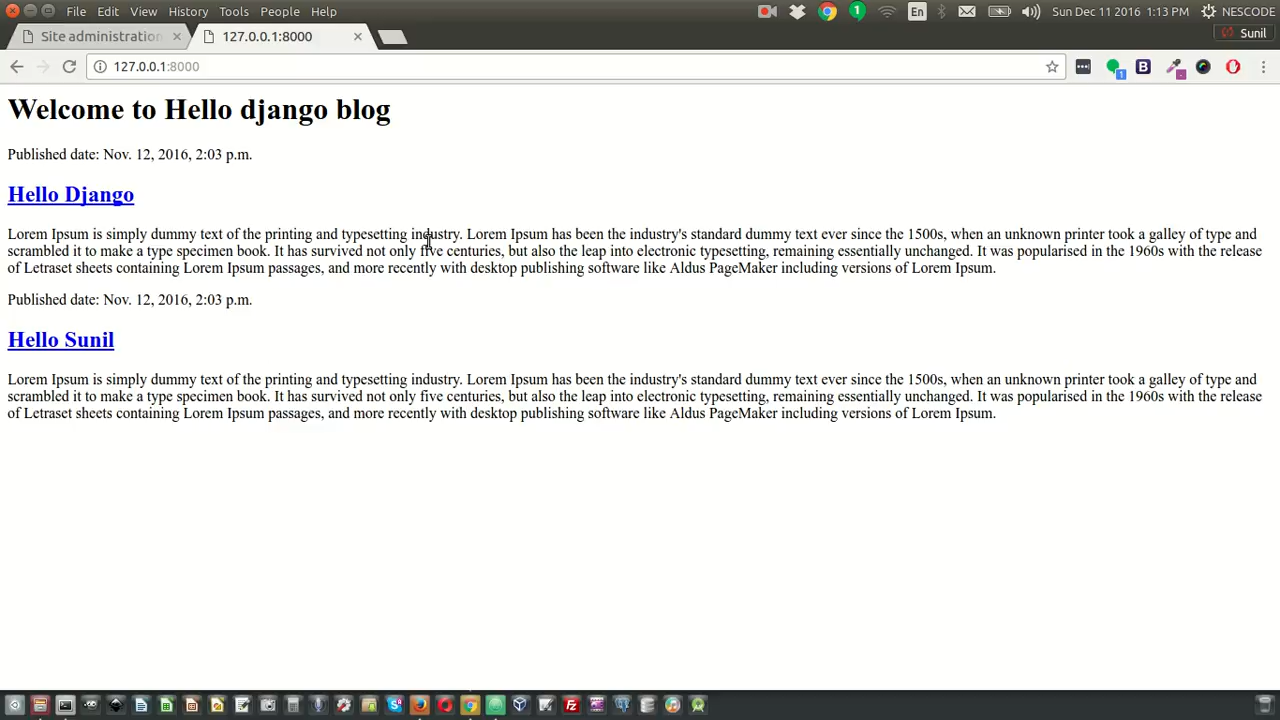 File Edit View History Tools People Help
1 En Sun Dec 11 2016 1:13 PM NESCODE
Site administration
127.0.0.1:8000
Sunil
127.0.0.1:8000
1 B
Welcome to Hello django blog
Published date: Nov. 12, 2016, 2:03 p.m.
Hello Django
Lorem Ipsum is simply dummy text of the printing and typesetting industry. Lorem Ipsum has been the industry's standard dummy text ever since the 1500s, when an unknown printer took a galley of type and
scrambled it to make a type specimen book. It has survived not only five centuries, but also the leap into electronic typesetting, remaining essentially unchanged. It was popularised in the 1960s with the release
of Letraset sheets containing Lorem Ipsum passages, and more recently with desktop publishing software like Aldus PageMaker including versions of Lorem Ipsum.
Published date: Nov. 12, 2016, 2:03 p.m.
Hello Sunil
Lorem Ipsum is simply dummy text of the printing and typesetting industry. Lorem Ipsum has been the industry's standard dummy text ever since the 1500s, when an unknown printer took a galley of type and
scrambled it to make a type specimen book. It has survived not only five centuries, but also the leap into electronic typesetting, remaining essentially unchanged. It was popularised in the 1960s with the release
of Letraset sheets containing Lorem Ipsum passages, and more recently with desktop publishing software like Aldus PageMaker including versions of Lorem Ipsum.